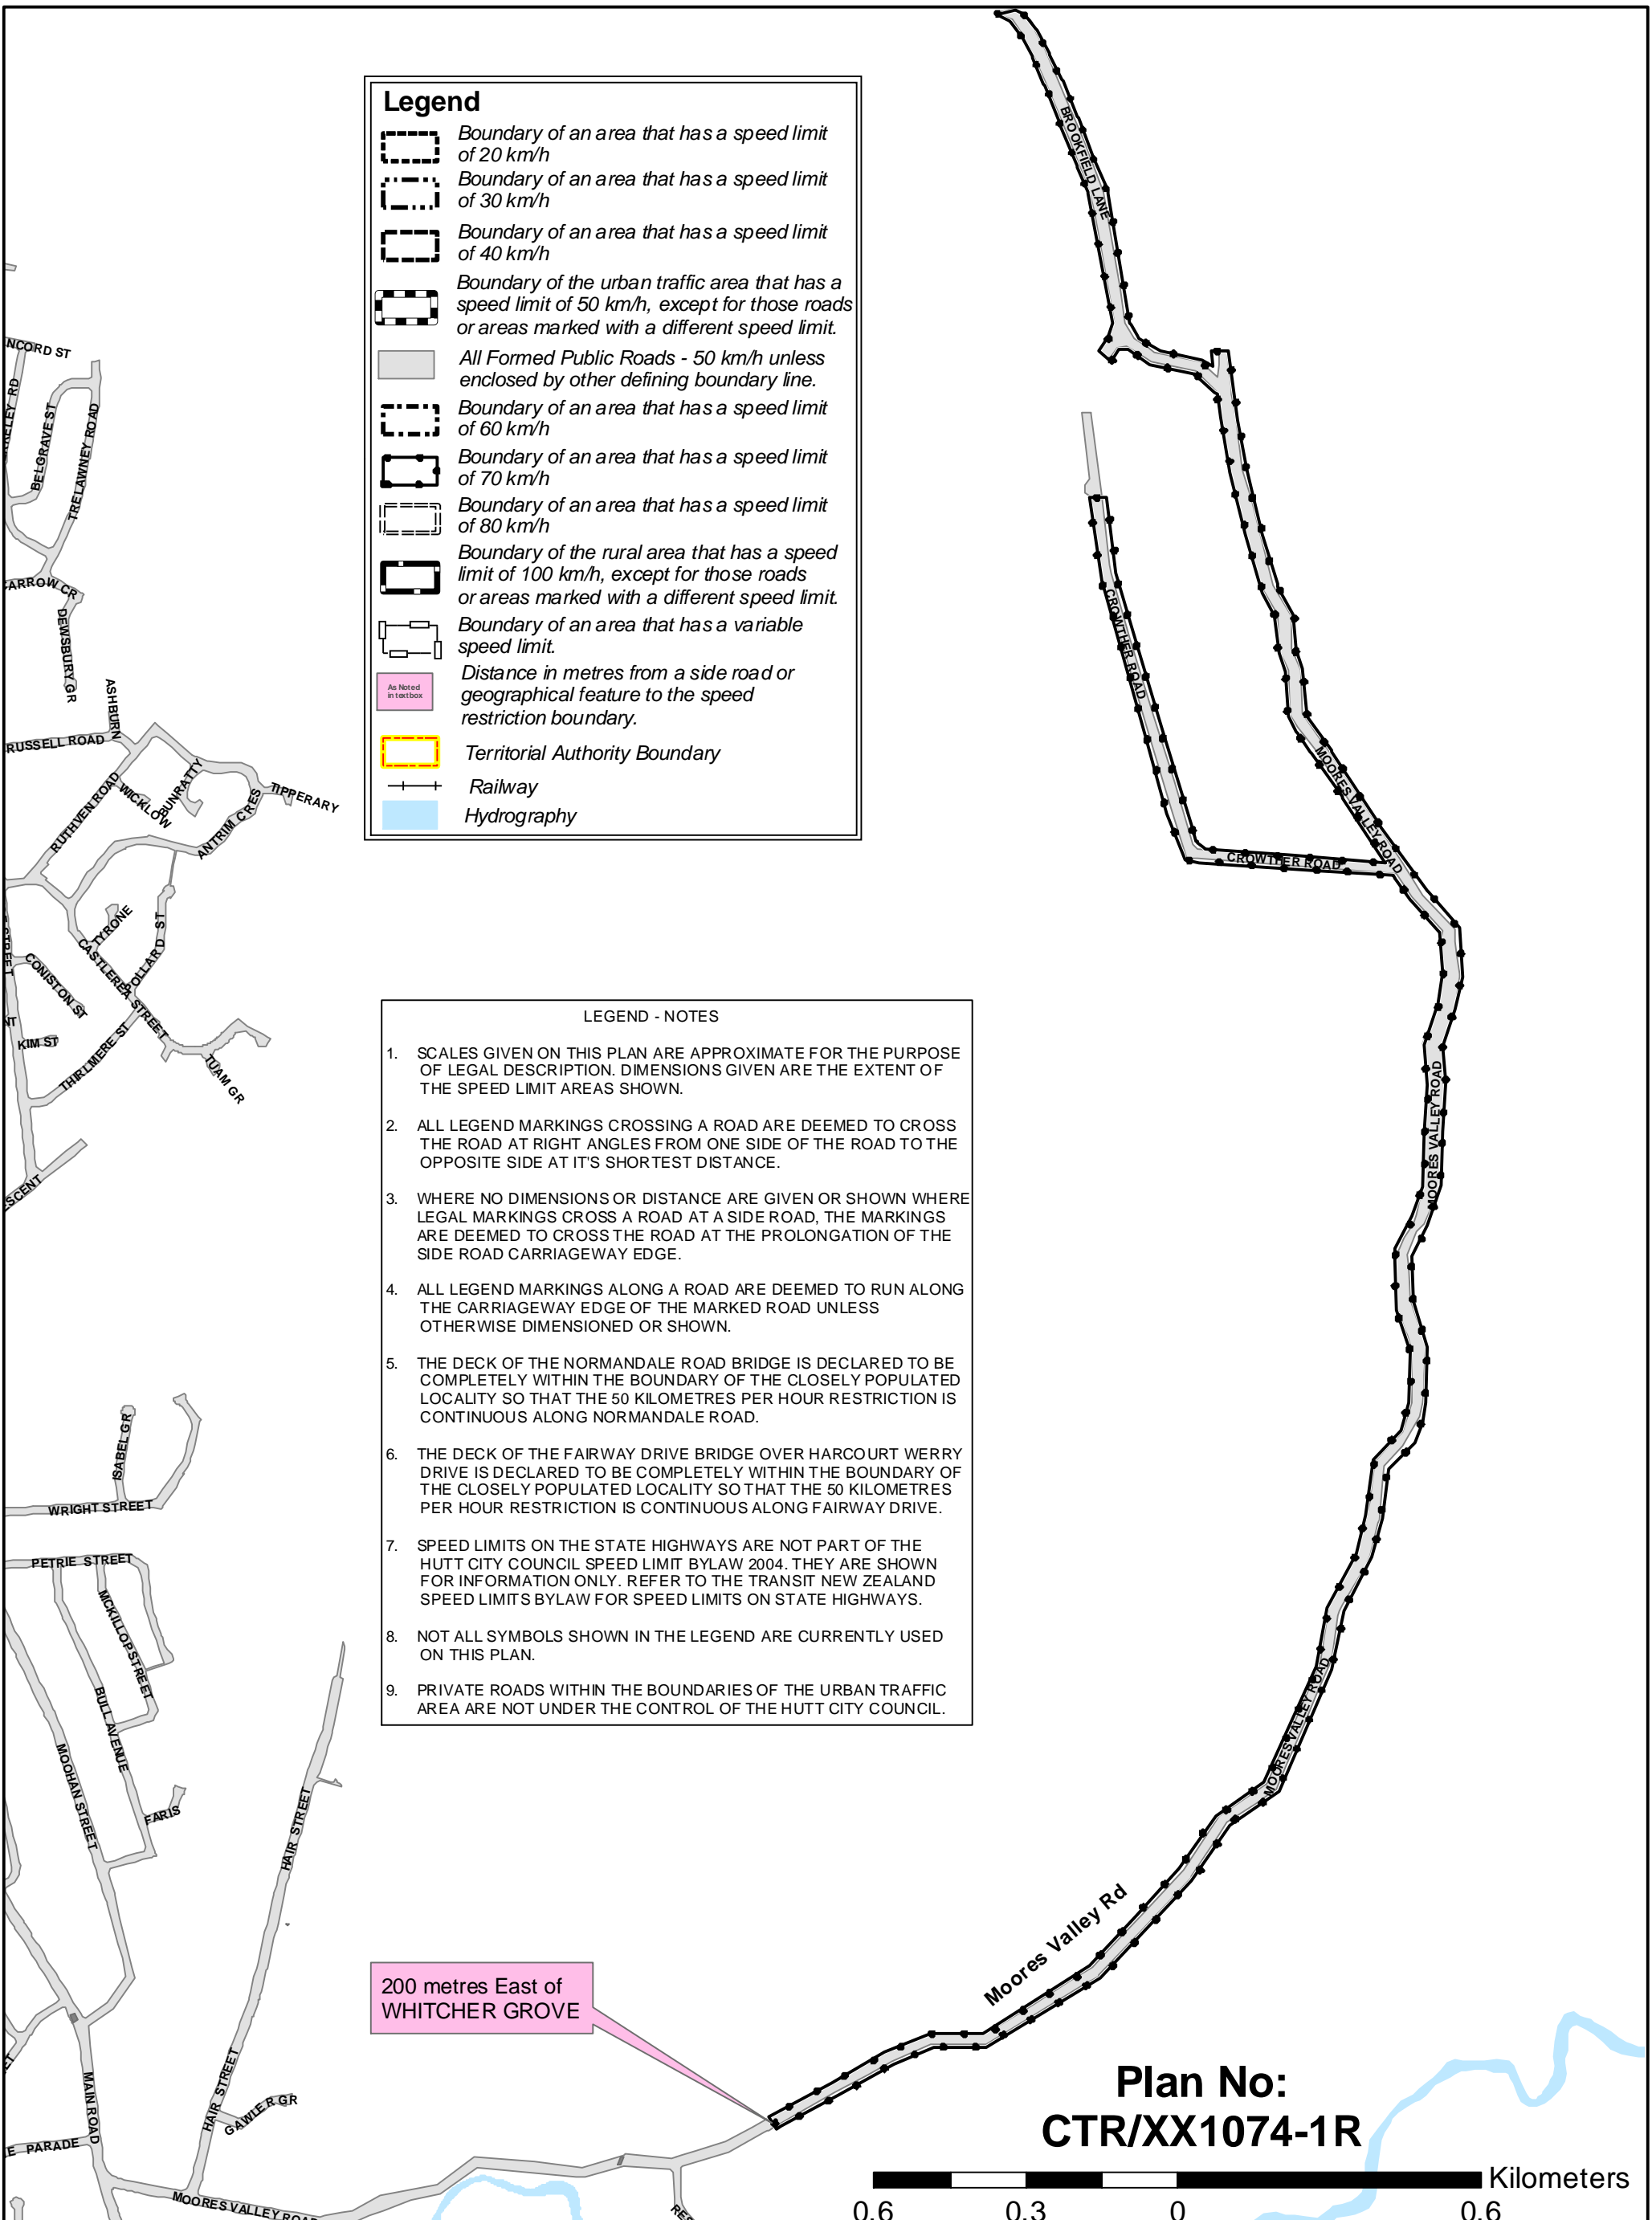 Legend
Boundary of an area that has a speed limit
of 20 km/h
Boundary of an area that has a speed limit
of 30 km/h
Boundary of an area that has a speed limit
of 40 km/h
Boundary of the urban traffic area that has a
speed limit of 50 km/h, except for those roads
or areas marked with a different speed limit.
All Formed Public Roads - 50 km/h unless
enclosed by other defining boundary line.
Boundary of an area that has a speed limit
of 60 km/h
Boundary of an area that has a speed limit
of 70 km/h
Boundary of an area that has a speed limit
of 80 km/h
Boundary of the rural area that has a speed
limit of 100 km/h, except for those roads
or areas marked with a different speed limit.
Boundary of an area that has a variable
speed limit.
As Noted
in textbox
Distance in metres from a side road or
geographical feature to the speed
restriction boundary.
Territorial Authority Boundary
Railway
Hydrography
LEGEND - NOTES
1. SCALES GIVEN ON THIS PLAN ARE APPROXIMATE FOR THE PURPOSE
OF LEGAL DESCRIPTION. DIMENSIONS GIVEN ARE THE EXTENT OF
THE SPEED LIMIT AREAS SHOWN.
2. ALL LEGEND MARKINGS CROSSING A ROAD ARE DEEMED TO CROSS
THE ROAD AT RIGHT ANGLES FROM ONE SIDE OF THE ROAD TO THE
OPPOSITE SIDE AT IT'S SHORTEST DISTANCE.
3. WHERE NO DIMENSIONS OR DISTANCE ARE GIVEN OR SHOWN WHERE
LEGAL MARKINGS CROSS A ROAD AT A SIDE ROAD, THE MARKINGS
ARE DEEMED TO CROSS THE ROAD AT THE PROLONGATION OF THE
SIDE ROAD CARRIAGEWAY EDGE.
4. ALL LEGEND MARKINGS ALONG A ROAD ARE DEEMED TO RUN ALONG
THE CARRIAGEWAY EDGE OF THE MARKED ROAD UNLESS
OTHERWISE DIMENSIONED OR SHOWN.
5. THE DECK OF THE NORMANDALE ROAD BRIDGE IS DECLARED TO BE
COMPLETELY WITHIN THE BOUNDARY OF THE CLOSELY POPULATED
LOCALITY SO THAT THE 50 KILOMETRES PER HOUR RESTRICTION IS
CONTINUOUS ALONG NORMANDALE ROAD.
6. THE DECK OF THE FAIRWAY DRIVE BRIDGE OVER HARCOURT WERRY
DRIVE IS DECLARED TO BE COMPLETELY WITHIN THE BOUNDARY OF
THE CLOSELY POPULATED LOCALITY SO THAT THE 50 KILOMETRES
PER HOUR RESTRICTION IS CONTINUOUS ALONG FAIRWAY DRIVE.
7. SPEED LIMITS ON THE STATE HIGHWAYS ARE NOT PART OF THE
HUTT CITY COUNCIL SPEED LIMIT BYLAW 2004. THEY ARE SHOWN
FOR INFORMATION ONLY. REFER TO THE TRANSIT NEW ZEALAND
SPEED LIMITS BYLAW FOR SPEED LIMITS ON STATE HIGHWAYS.
8. NOT ALL SYMBOLS SHOWN IN THE LEGEND ARE CURRENTLY USED
ON THIS PLAN.
9. PRIVATE ROADS WITHIN THE BOUNDARIES OF THE URBAN TRAFFIC
AREA ARE NOT UNDER THE CONTROL OF THE HUTT CITY COUNCIL.
BROOKFIELD LANE
CROWTHER ROAD
CROWTHER ROAD
MOORES VALLEY ROAD
MOORES VALLEY ROAD
MOORES VALLEY ROAD
Moores Valley Rd
NCORD ST
RELEY RD
BELGRAVE ST
TRELAWNEY ROAD
ARROW CR
DEWSBURY GR
ASHBURN
RUSSELL ROAD
RUTHVEN ROAD
WICKLOW
BUNRATTY
TIPPERARY
ANTRIM CRES
TYRONE
POLLARD ST
CASTLEREA STREET
STREET
CONISTON ST
NT
KIM ST
THIRLMERE ST
TUAM GR
SCENT
ISABEL GR
WRIGHT STREET
PETRIE STREET
MCKILLOP STREET
BULL AVENUE
MOOHAN STREET
FARIS
HAIR STREET
HAIR STREET
GAWLER GR
ET
MAIN ROAD
E PARADE
MOORES VALLEY ROAD
200 metres East of
WHITCHER GROVE
Plan No:
CTR/XX1074-1R
Kilometers
0.6 0.3 0 0.6